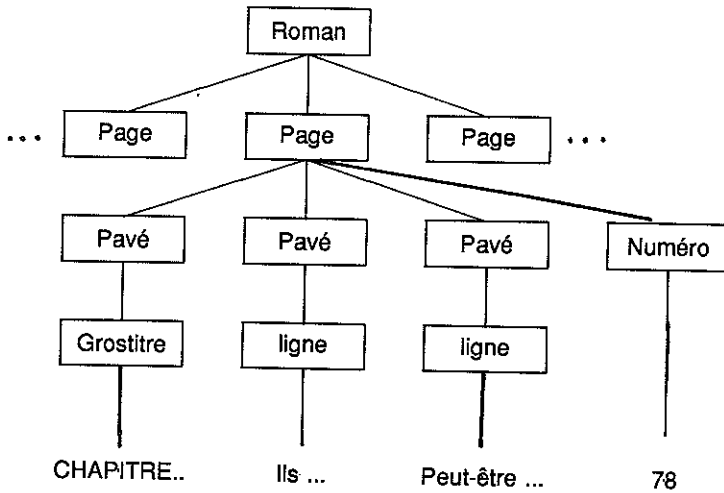 Roman
... Page Page Page ...
Pavé Pavé Pavé Numéro
Grostitre ligne ligne
CHAPITRE.. Ils ... Peut-être ... 78